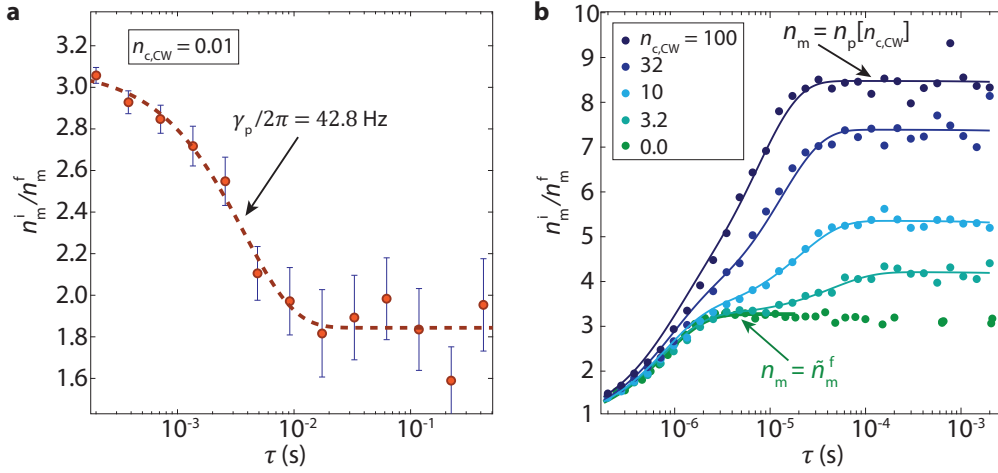 a
n_c,CW = 0.01
γ_p/2π = 42.8 Hz
n_m^i/n_m^f
3.2
3.0
2.8
2.6
2.4
2.2
2.0
1.8
1.6
10^-3
10^-2
10^-1
τ (s)
b
n_c,CW = 100
32
10
3.2
0.0
n_m = n_p[n_c,CW]
n_m = ñ_m^f
n_m^i/n_m^f
10
9
8
7
6
5
4
3
2
1
10^-6
10^-5
10^-4
10^-3
τ (s)